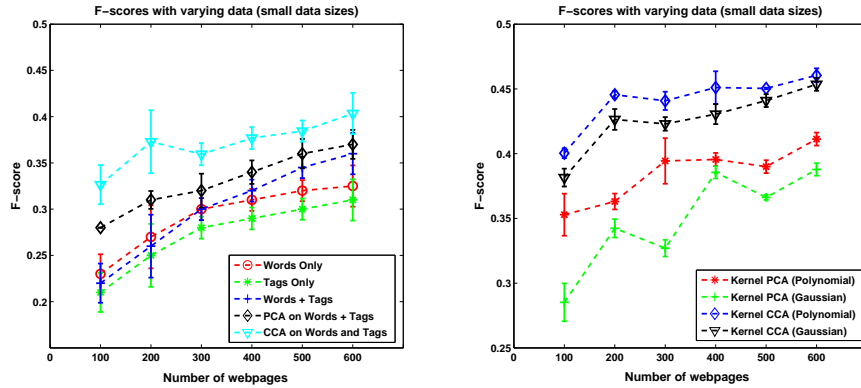 F-scores with varying data (small data sizes)
0.5
0.45
0.4
0.35
0.3
0.25
0.2
F-score
Words Only
Tags Only
Words + Tags
PCA on Words + Tags
CCA on Words and Tags
0 100 200 300 400 500 600
Number of webpages
F-scores with varying data (small data sizes)
0.5
0.45
0.4
0.35
0.3
0.25
F-score
Kernel PCA (Polynomial)
Kernel PCA (Gaussian)
Kernel CCA (Polynomial)
Kernel CCA (Gaussian)
0 100 200 300 400 500 600
Number of webpages